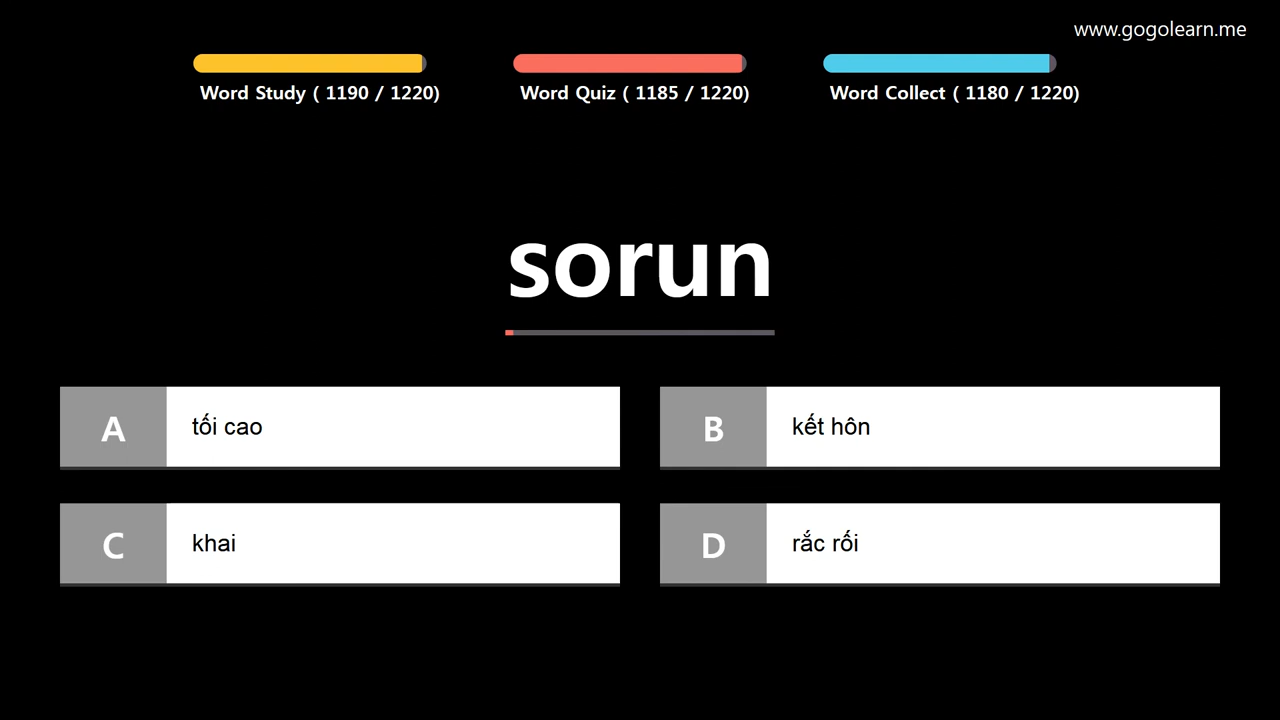 www.gogolearn.me
Word Study ( 1190 / 1220)
Word Quiz ( 1185 / 1220)
Word Collect ( 1180 / 1220)
sorun
A
tối cao
B
kết hôn
C
khai
D
rắc rối